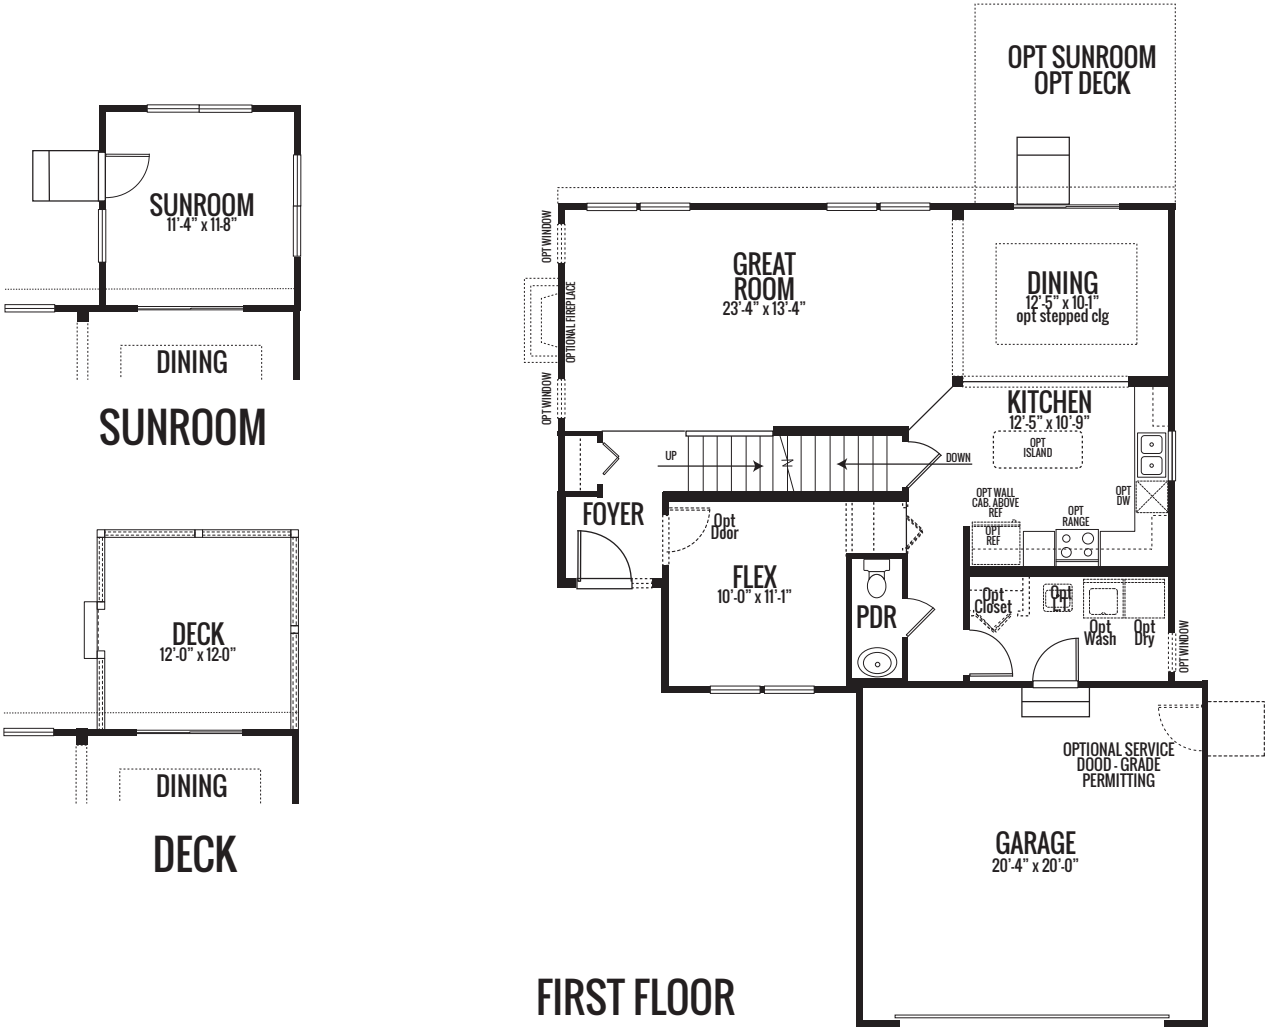 OPT SUNROOM
OPT DECK
SUNROOM
11'-4" x 11-8"
DINING
SUNROOM
OPT WINDOW
OPTIONAL FIREPLACE
OPT WINDOW
GREAT
ROOM
23'-4" x 13'-4"
DINING
12'-5" x 10-1"
opt stepped clg
KITCHEN
12'-5" x 10'-9"
OPT
ISLAND
UP
DOWN
OPT WALL
CAB. ABOVE
REF
OPT
REF
OPT
RANGE
OPT
DW
FOYER
Opt
Door
FLEX
10'-0" x 11'-1"
PDR
Opt
Closet
Opt
L.T.
Opt
Wash
Opt
Dry
OPT WINDOW
DECK
12'-0" x 12-0"
DINING
DECK
OPTIONAL SERVICE
DOOD - GRADE
PERMITTING
GARAGE
20'-4" x 20'-0"
FIRST FLOOR